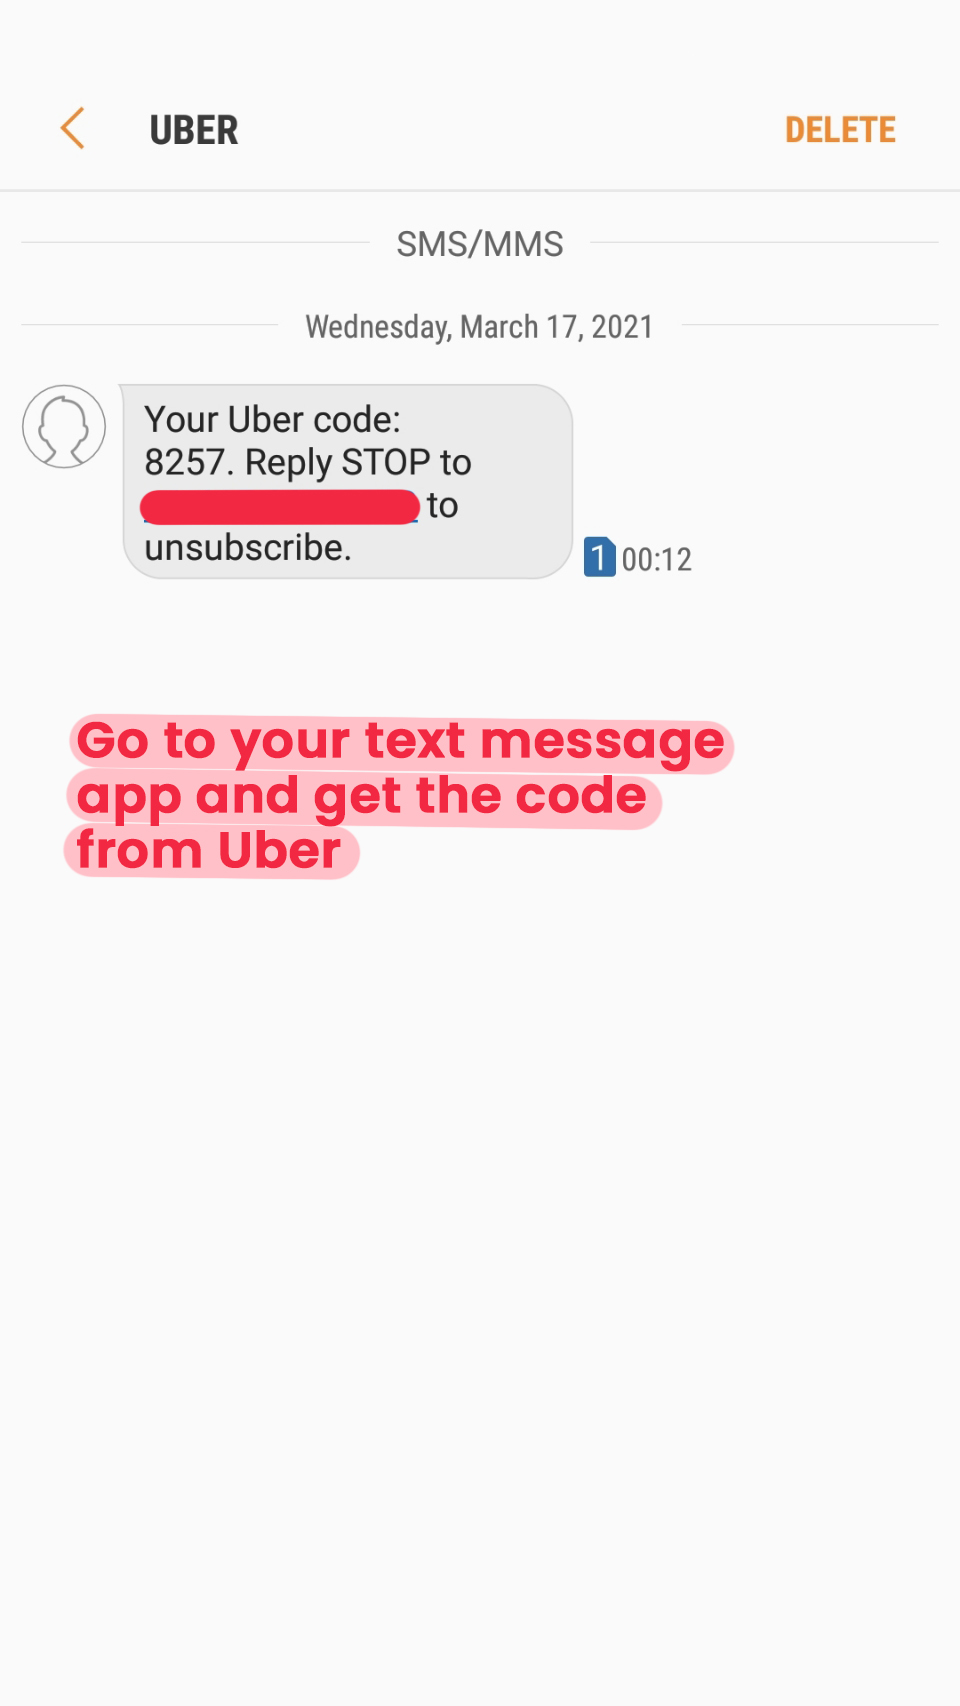 UBER
DELETE
SMS/MMS
Wednesday, March 17, 2021
Your Uber code:
8257. Reply STOP to
to
unsubscribe.
1 00:12
Go to your text message
app and get the code
from Uber